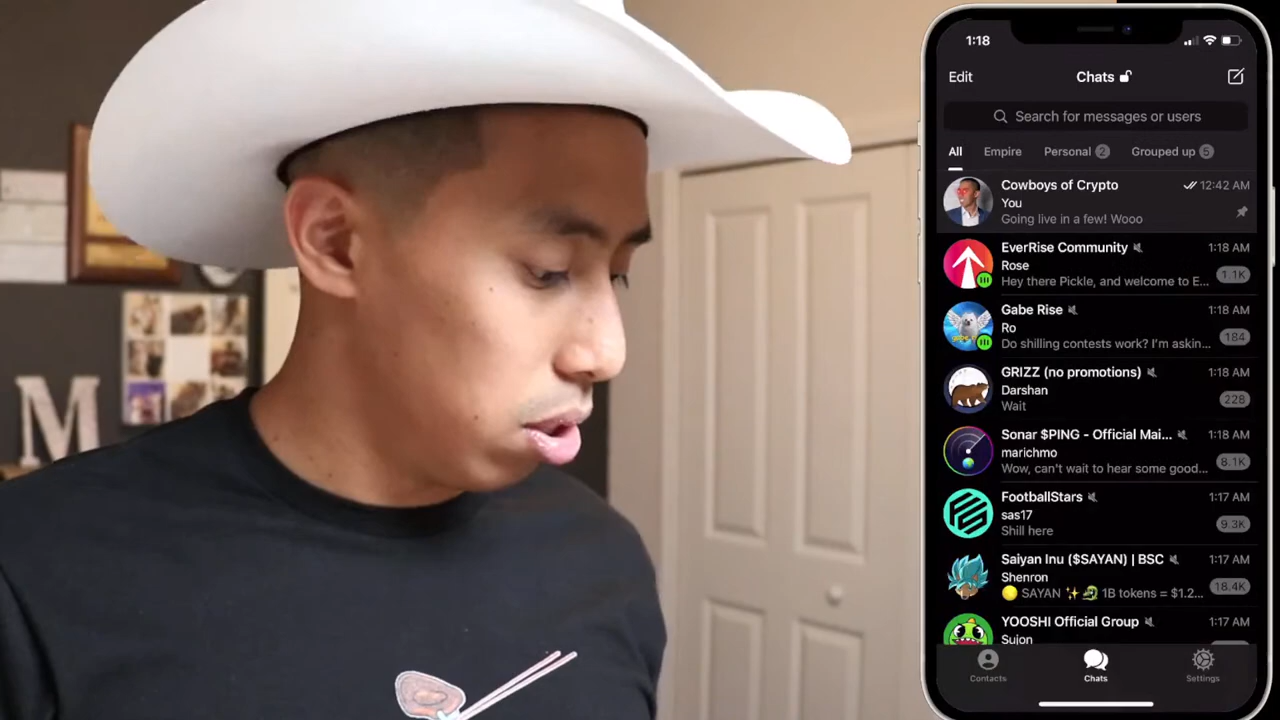 M
1:18
Edit
Chats
Search for messages or users
All Empire Personal 2 Grouped up 5
Cowboys of Crypto 12:42 AM
You
Going live in a few! Wooo
EverRise Community 1:18 AM
Rose
Hey there Pickle, and welcome to E... 1.1K
Gabe Rise 1:18 AM
Ro
Do shilling contests work? I'm askin... 184
GRIZZ (no promotions) 1:18 AM
Darshan
Wait 228
Sonar $PING - Official Mai... 1:18 AM
marichmo
Wow, can't wait to hear some good... 8.1K
FootballStars 1:17 AM
sas17
Shill here 9.3K
Saiyan Inu ($SAYAN) | BSC 1:17 AM
Shenron
SAYAN 1B tokens = $1.2... 18.4K
YOOSHI Official Group 1:17 AM
Sujon
Contacts Chats Settings